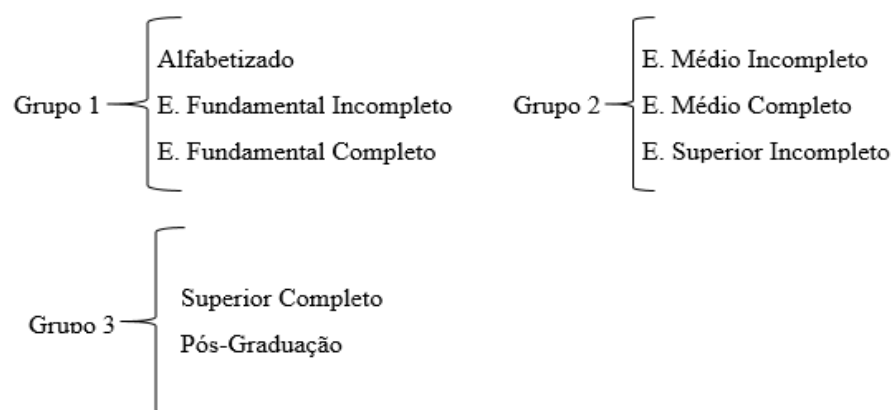 Alfabetizado
Grupo 1 E. Fundamental Incompleto
E. Fundamental Completo
E. Médio Incompleto
Grupo 2 E. Médio Completo
E. Superior Incompleto
Superior Completo
Grupo 3
Pós-Graduação